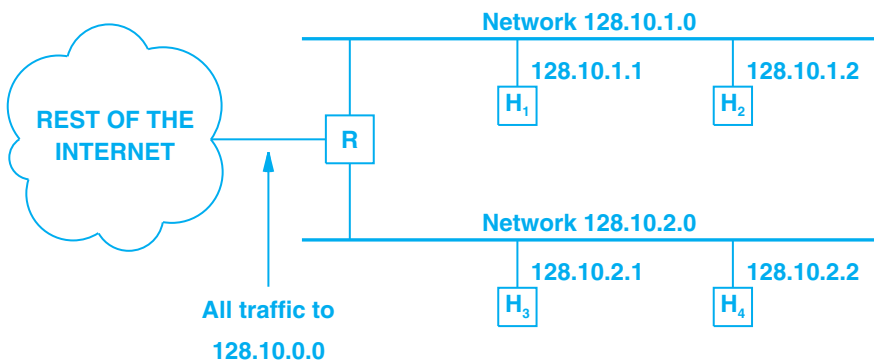 Network 128.10.1.0
128.10.1.1
128.10.1.2
H1
H2
REST OF THE
INTERNET
R
Network 128.10.2.0
128.10.2.1
128.10.2.2
H3
H4
All traffic to
128.10.0.0